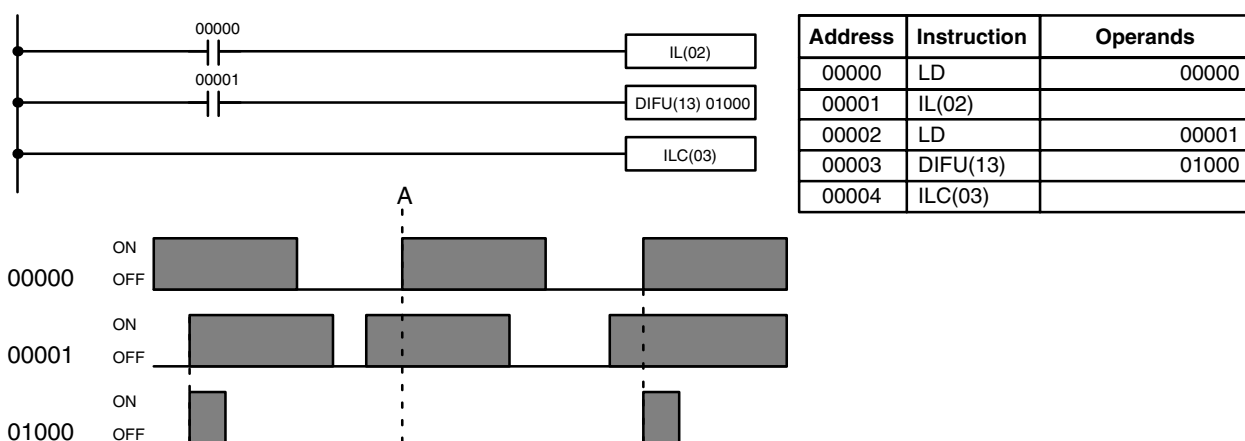 00000
IL(02)
00001
DIFU(13) 01000
ILC(03)
Address Instruction Operands
00000 LD 00000
00001 IL(02)
00002 LD 00001
00003 DIFU(13) 01000
00004 ILC(03)
A
ON
00000 OFF
ON
00001 OFF
ON
01000 OFF